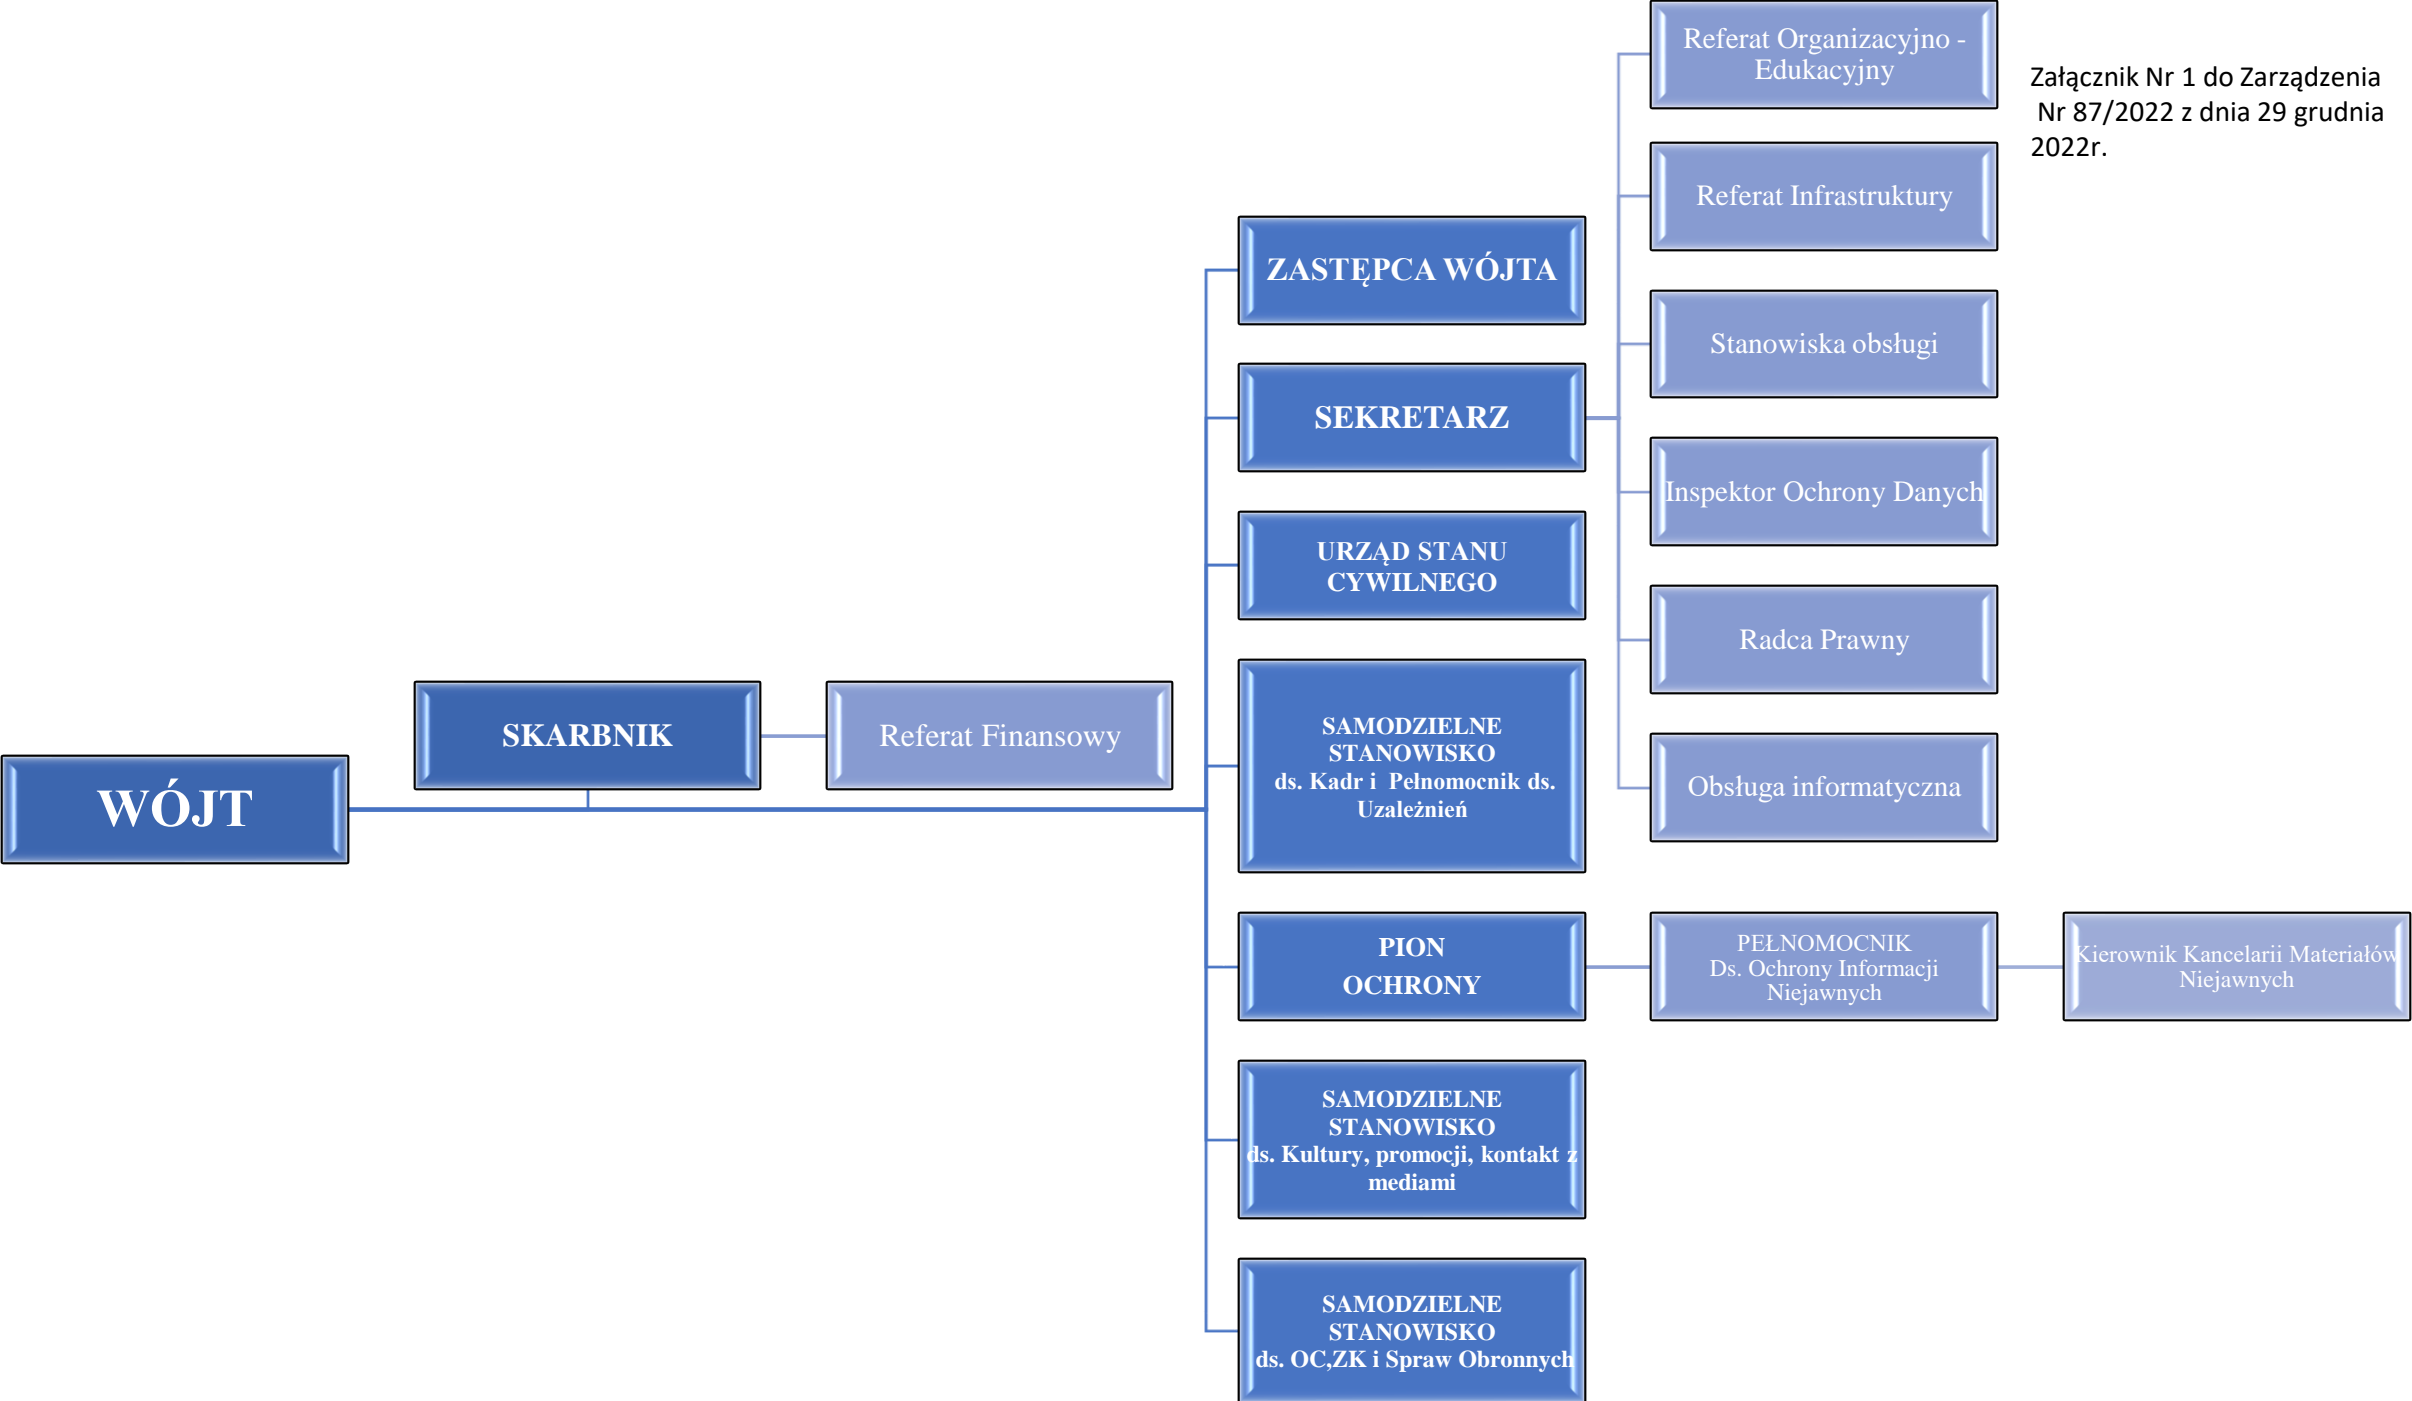 Referat Organizacyjno -
Edukacyjny
Załącznik Nr 1 do Zarządzenia
Nr 87/2022 z dnia 29 grudnia
2022r.
Referat Infrastruktury
ZASTĘPCA WÓJTA
Stanowiska obsługi
SEKRETARZ
Inspektor Ochrony Danych
URZĄD STANU
CYWILNEGO
Radca Prawny
SKARBNIK
Referat Finansowy
SAMODZIELNE
STANOWISKO
ds. Kadr i Pełnomocnik ds.
Uzależnień
Obsługa informatyczna
WÓJT
PION
OCHRONY
PEŁNOMOCNIK
Ds. Ochrony Informacji
Niejawnych
Kierownik Kancelarii Materiałów
Niejawnych
SAMODZIELNE
STANOWISKO
ds. Kultury, promocji, kontakt z
mediami
SAMODZIELNE
STANOWISKO
ds. OC,ZK i Spraw Obronnych